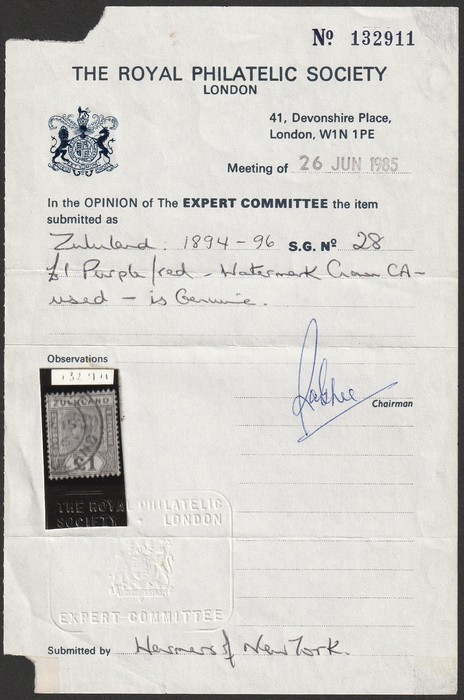 Nº 132911
THE ROYAL PHILATELIC SOCIETY
LONDON
41, Devonshire Place,
London, W1N 1PE
Meeting of 26 JUN 1985
In the OPINION of The EXPERT COMMITTEE the item
submitted as
Zululand. 1894-96 S.G. Nº 28
£1 Purple/red - Watermark Crown CA -
used - is Genuine.
Observations
Chairman
132911
ZULULAND
£1
THE ROYAL PHILATELIC
SOCIETY LONDON
EXPERT COMMITTEE
Submitted by Harmers of New York.